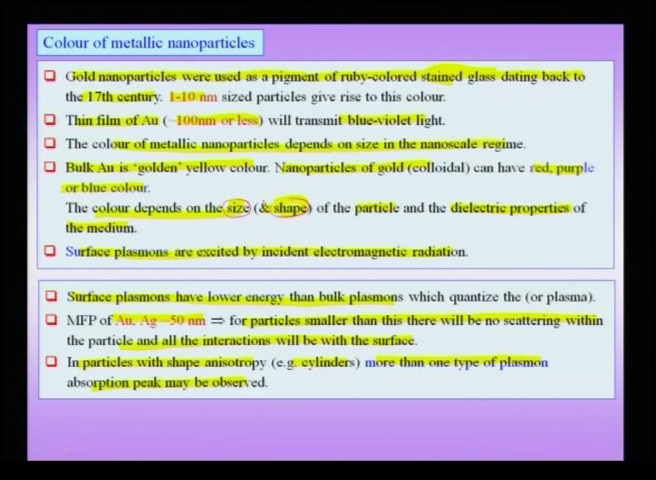 Colour of metallic nanoparticles
Gold nanoparticles were used as a pigment of ruby-colored stained glass dating back to
the 17th century. 1-10 nm sized particles give rise to this colour.
Thin film of Au (~100nm or less) will transmit blue-violet light.
The colour of metallic nanoparticles depends on size in the nanoscale regime.
Bulk Au is ‘golden’ yellow colour. Nanoparticles of gold (colloidal) can have red, purple
or blue colour.
The colour depends on the size (& shape) of the particle and the dielectric properties of
the medium.
Surface plasmons are excited by incident electromagnetic radiation.
Surface plasmons have lower energy than bulk plasmons which quantize the (or plasma).
MFP of Au, Ag ~50 nm ⇒ for particles smaller than this there will be no scattering within
the particle and all the interactions will be with the surface.
In particles with shape anisotropy (e.g. cylinders) more than one type of plasmon
absorption peak may be observed.